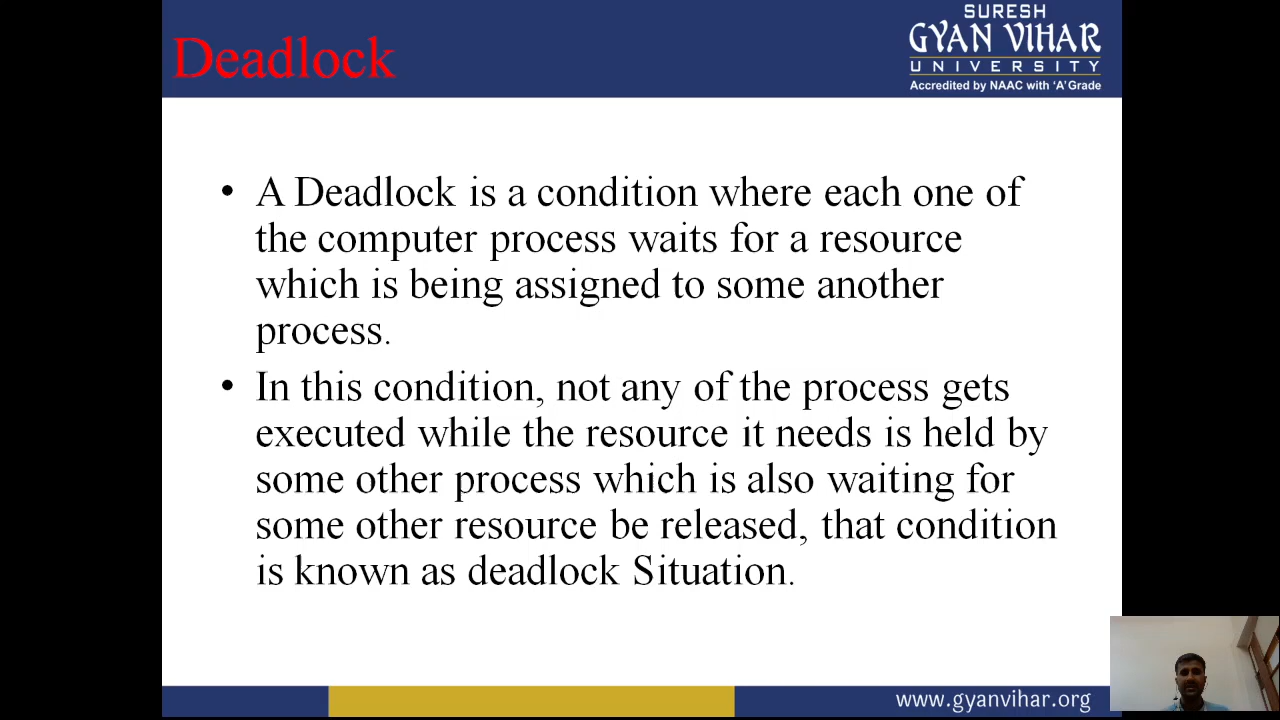 Deadlock
SURESH
GYAN VIHAR
UNIVERSITY
Accredited by NAAC with 'A' Grade
• A Deadlock is a condition where each one of
the computer process waits for a resource
which is being assigned to some another
process.
• In this condition, not any of the process gets
executed while the resource it needs is held by
some other process which is also waiting for
some other resource be released, that condition
is known as deadlock Situation.
www.gyanvihar.org